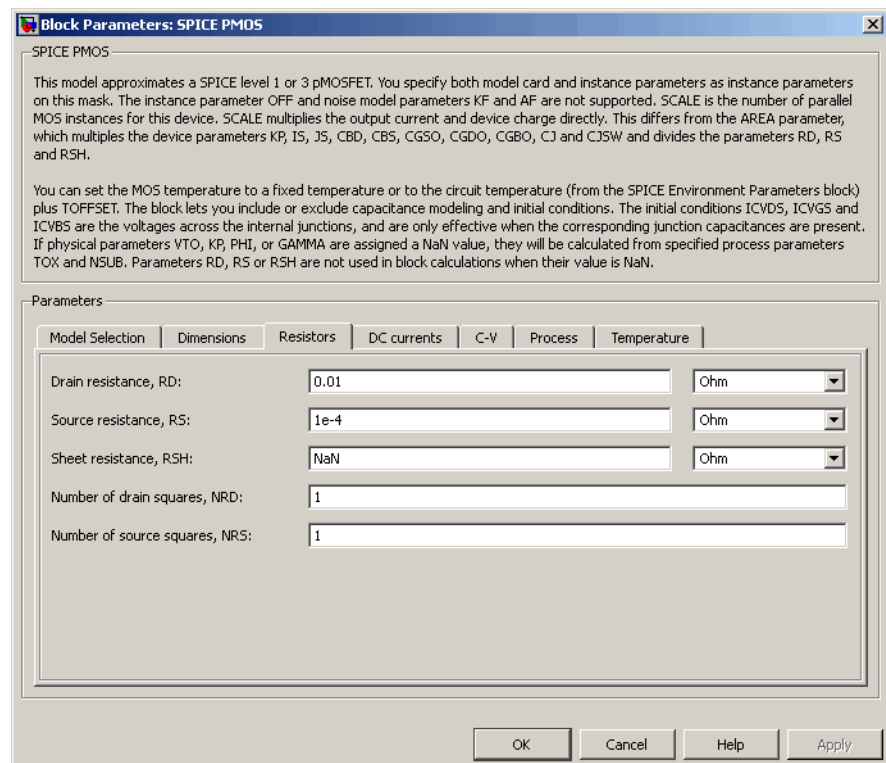 Block Parameters: SPICE PMOS
SPICE PMOS
This model approximates a SPICE level 1 or 3 pMOSFET. You specify both model card and instance parameters as instance parameters
on this mask. The instance parameter OFF and noise model parameters KF and AF are not supported. SCALE is the number of parallel
MOS instances for this device. SCALE multiplies the output current and device charge directly. This differs from the AREA parameter,
which multiples the device parameters KP, IS, JS, CBD, CBS, CGSO, CGDO, CGBO, CJ and CJSW and divides the parameters RD, RS
and RSH.
You can set the MOS temperature to a fixed temperature or to the circuit temperature (from the SPICE Environment Parameters block)
plus TOFFSET. The block lets you include or exclude capacitance modeling and initial conditions. The initial conditions ICVDS, ICVGS and
ICVBS are the voltages across the internal junctions, and are only effective when the corresponding junction capacitances are present.
If physical parameters VTO, KP, PHI, or GAMMA are assigned a NaN value, they will be calculated from specified process parameters
TOX and NSUB. Parameters RD, RS or RSH are not used in block calculations when their value is NaN.
Parameters
Model Selection Dimensions Resistors DC currents C-V Process Temperature
Drain resistance, RD: 0.01 Ohm
Source resistance, RS: 1e-4 Ohm
Sheet resistance, RSH: NaN Ohm
Number of drain squares, NRD: 1
Number of source squares, NRS: 1
OK Cancel Help Apply